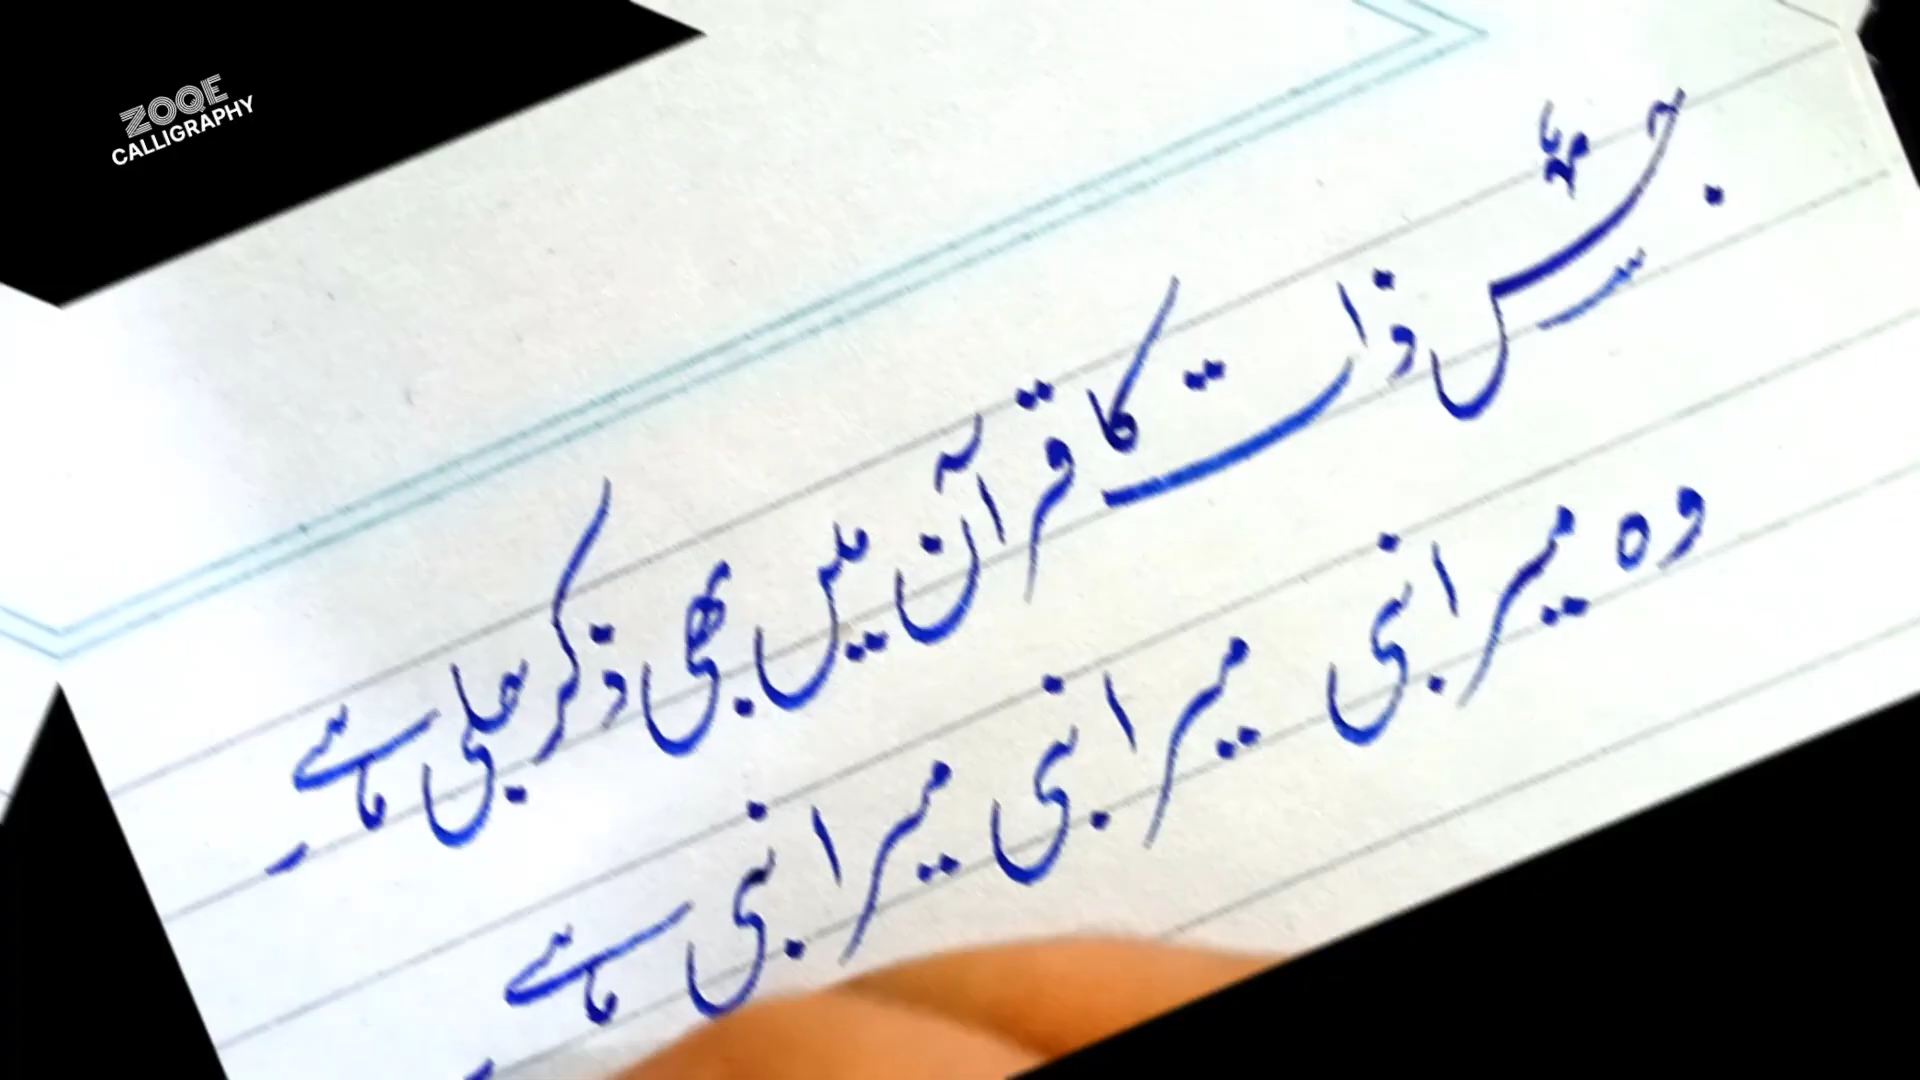 ZOQE
CALLIGRAPHY
جس ذات کا قرآن میں بھی ذکر جلی ہے ۔
وہ میرا نبی میرا نبی میرا نبی ہے ۔